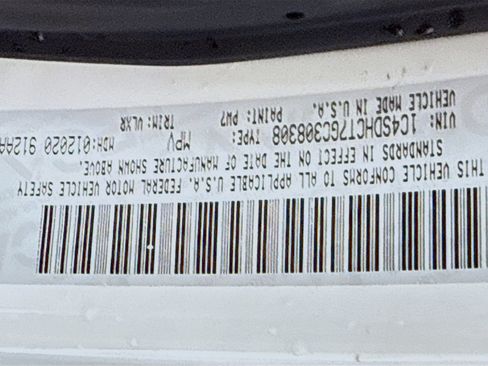 THIS VEHICLE CONFORMS TO ALL APPLICABLE U.S.A. FEDERAL MOTOR VEHICLE SAFETY
STANDARDS IN EFFECT ON THE DATE OF MANUFACTURE SHOWN ABOVE.
VIN: 1C4SDHCT7GC308308 TYPE: MPV MDH:012020 912AA
VEHICLE MADE IN U.S.A. PAINT: PW7 TRIM: VLXR